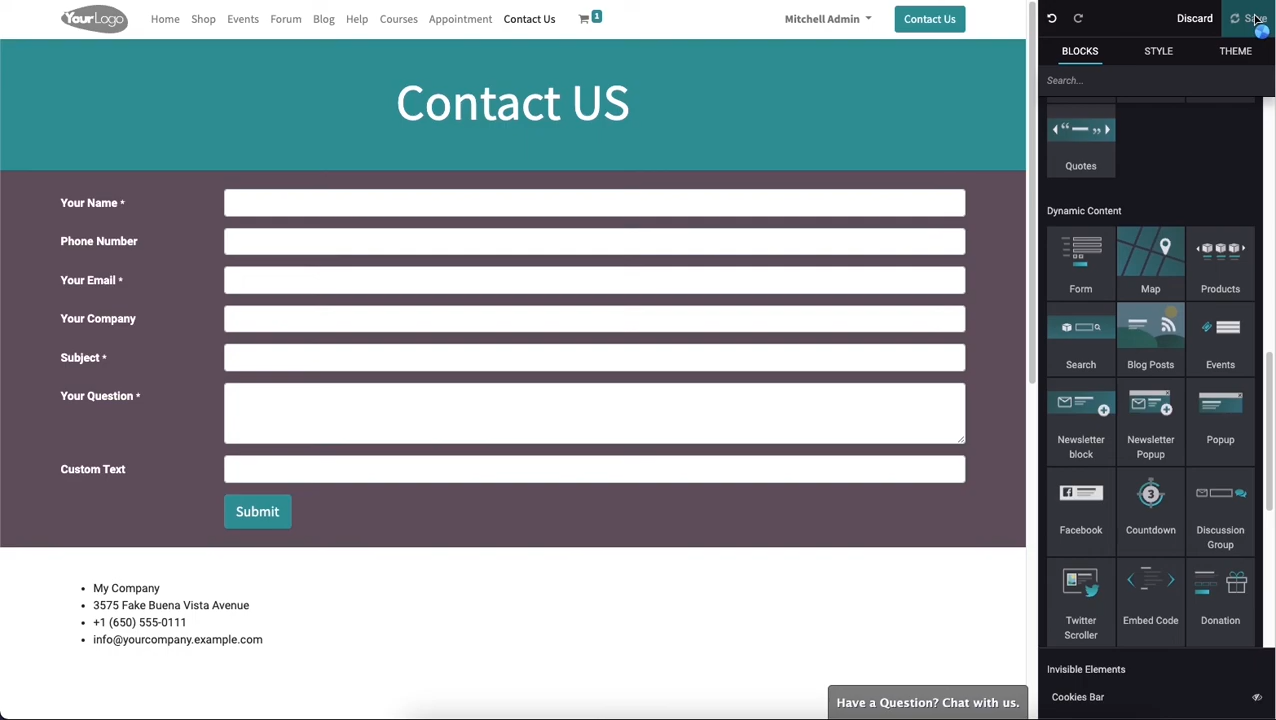 YourLogo
Home Shop Events Forum Blog Help Courses Appointment Contact Us 1 Mitchell Admin Contact Us
Discard Save
BLOCKS STYLE THEME
Search...
Contact US
Quotes
Your Name *
Phone Number
Your Email *
Your Company
Subject *
Your Question *
Custom Text
Submit
Dynamic Content
Form Map Products
Search Blog Posts Events
Newsletter block Newsletter Popup Popup
Facebook 3 Countdown Discussion Group
Twitter Scroller Embed Code Donation
My Company
3575 Fake Buena Vista Avenue
+1 (650) 555-0111
info@yourcompany.example.com
Invisible Elements
Cookies Bar
Have a Question? Chat with us.